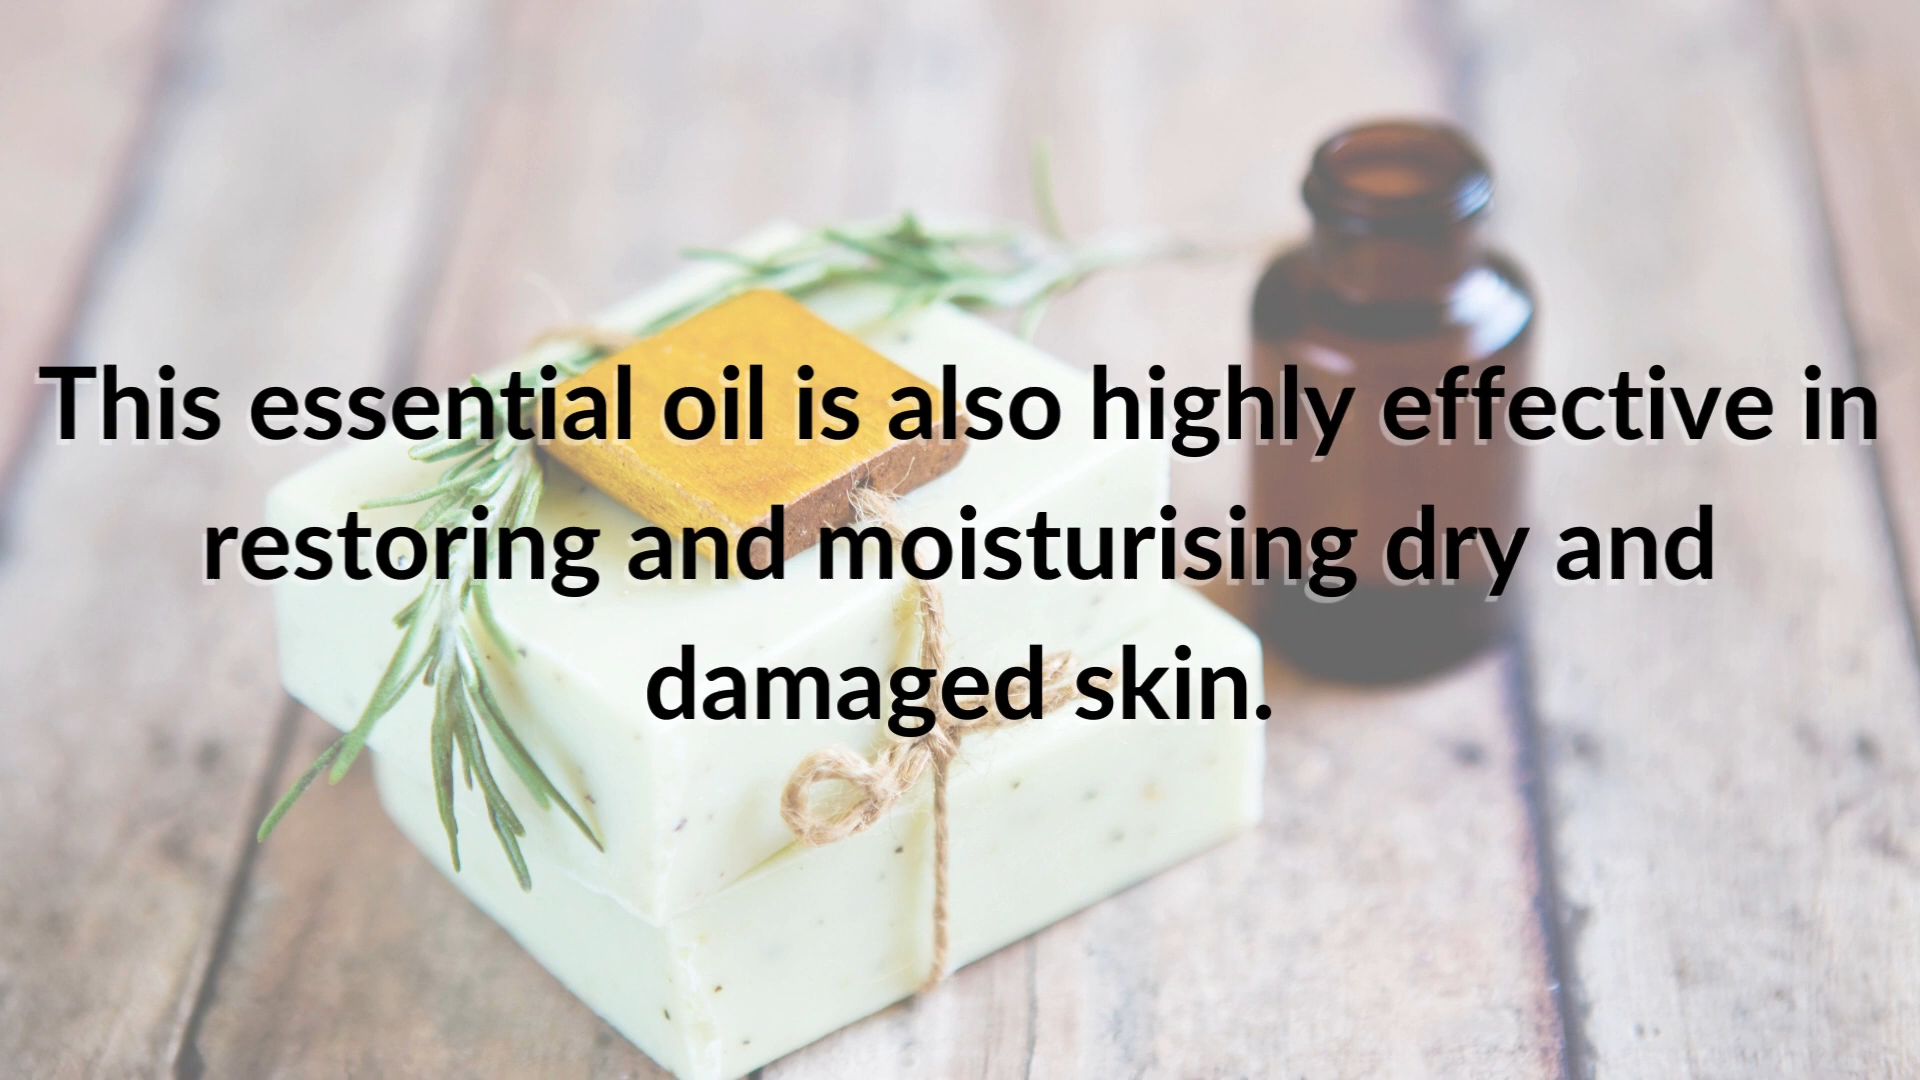 This essential oil is also highly effective in
restoring and moisturising dry and
damaged skin.